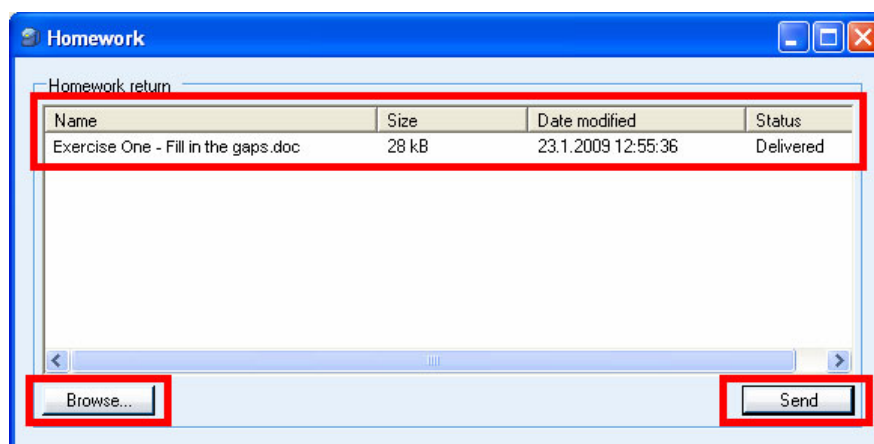 Homework
Homework return
Name Size Date modified Status
Exercise One - Fill in the gaps.doc 28 kB 23.1.2009 12:55:36 Delivered
Browse... Send